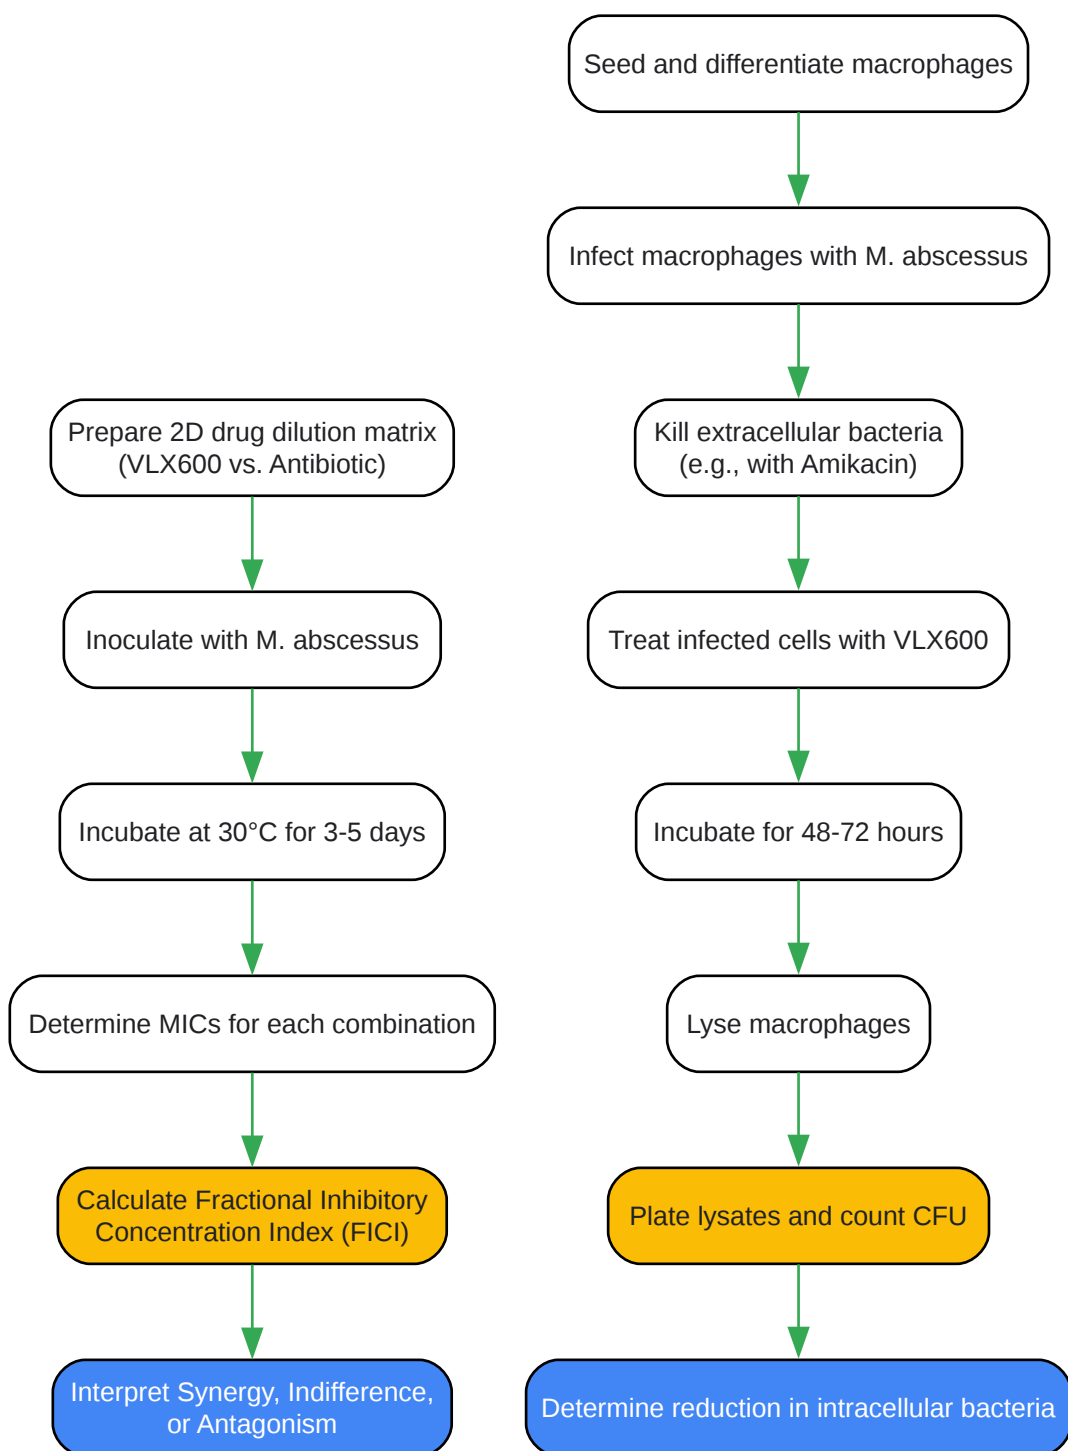 Prepare 2D drug dilution matrix
(VLX600 vs. Antibiotic)
Inoculate with M. abscessus
Incubate at 30°C for 3-5 days
Determine MICs for each combination
Calculate Fractional Inhibitory
Concentration Index (FICI)
Interpret Synergy, Indifference,
or Antagonism
Seed and differentiate macrophages
Infect macrophages with M. abscessus
Kill extracellular bacteria
(e.g., with Amikacin)
Treat infected cells with VLX600
Incubate for 48-72 hours
Lyse macrophages
Plate lysates and count CFU
Determine reduction in intracellular bacteria